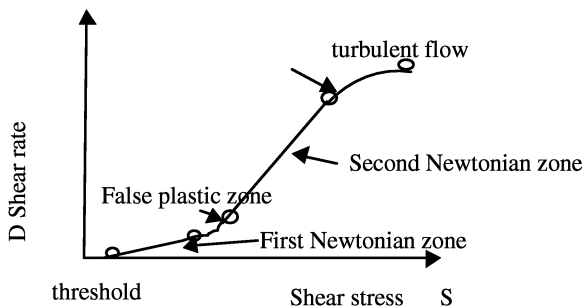 turbulent flow
D Shear rate
Second Newtonian zone
False plastic zone
First Newtonian zone
threshold
Shear stress S